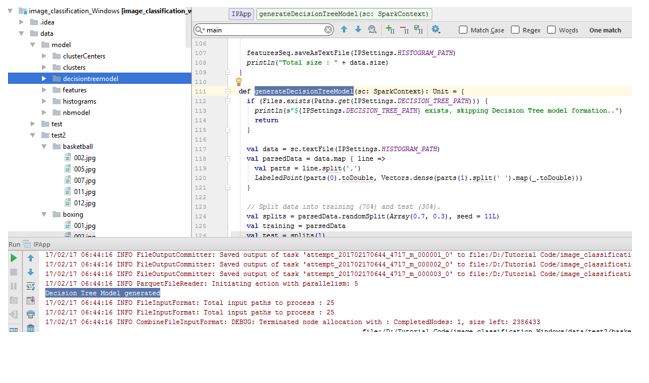 image_classification_Windows [image_classification_w
.idea
data
model
clusterCenters
clusters
decisiontreemodel
features
histograms
nbmodel
test
test2
basketball
002.jpg
005.jpg
007.jpg
011.jpg
012.jpg
boxing
001.jpg
IPApp generateDecisionTreeModel(sc: SparkContext)
main Match Case Regex Words One match
106
107 featuresSeq.saveAsTextFile(IPSettings.HISTOGRAM_PATH)
108 println("Total size : " + data.size)
109 }
110
111 def generateDecisionTreeModel(sc: SparkContext): Unit = {
112 if (Files.exists(Paths.get(IPSettings.DECISION_TREE_PATH))) {
113 println(s"${IPSettings.DECISION_TREE_PATH} exists, skipping Decision Tree model formation..")
114 return
115 }
116
117 val data = sc.textFile(IPSettings.HISTOGRAM_PATH)
118 val parsedData = data.map { line =>
119 val parts = line.split(',')
120 LabeledPoint(parts(0).toDouble, Vectors.dense(parts(1).split(' ').map(_.toDouble)))
121 }
122
123 // Split data into training (70%) and test (30%).
124 val splits = parsedData.randomSplit(Array(0.7, 0.3), seed = 11L)
125 val training = parsedData
126 val test = splits(1)
Run IPApp
17/02/17 06:44:16 INFO FileOutputCommitter: Saved output of task 'attempt_201702170644_4717_m_000001_0' to file:/D:/Tutorial Code/image_classificati
17/02/17 06:44:16 INFO FileOutputCommitter: Saved output of task 'attempt_201702170644_4717_m_000002_0' to file:/D:/Tutorial Code/image_classificati
17/02/17 06:44:16 INFO FileOutputCommitter: Saved output of task 'attempt_201702170644_4717_m_000003_0' to file:/D:/Tutorial Code/image_classificati
17/02/17 06:44:16 INFO ParquetFileReader: Initiating action with parallelism: 5
Decision Tree Model generated
17/02/17 06:44:16 INFO FileInputFormat: Total input paths to process : 25
17/02/17 06:44:16 INFO FileInputFormat: Total input paths to process : 25
17/02/17 06:44:16 INFO CombineFileInputFormat: DEBUG: Terminated node allocation with : CompletedNodes: 1, size left: 2386433